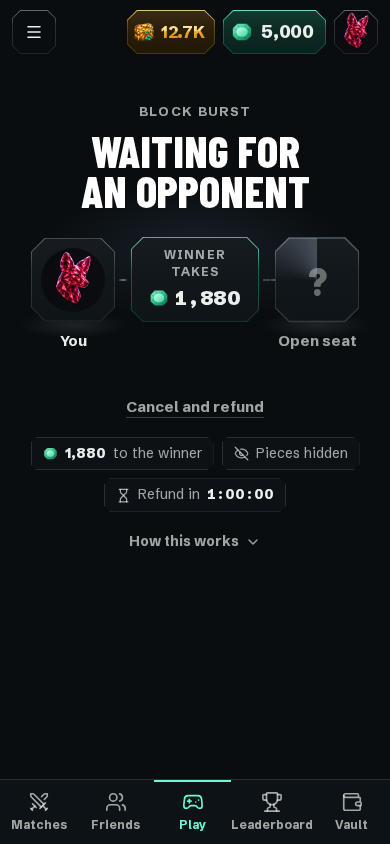 12.7K
5,000
BLOCK BURST
WAITING FOR
AN OPPONENT
WINNER
TAKES
1,880
?
You
Open seat
Cancel and refund
1,880 to the winner
Pieces hidden
Refund in 1:00:00
How this works
Matches
Friends
Play
Leaderboard
Vault